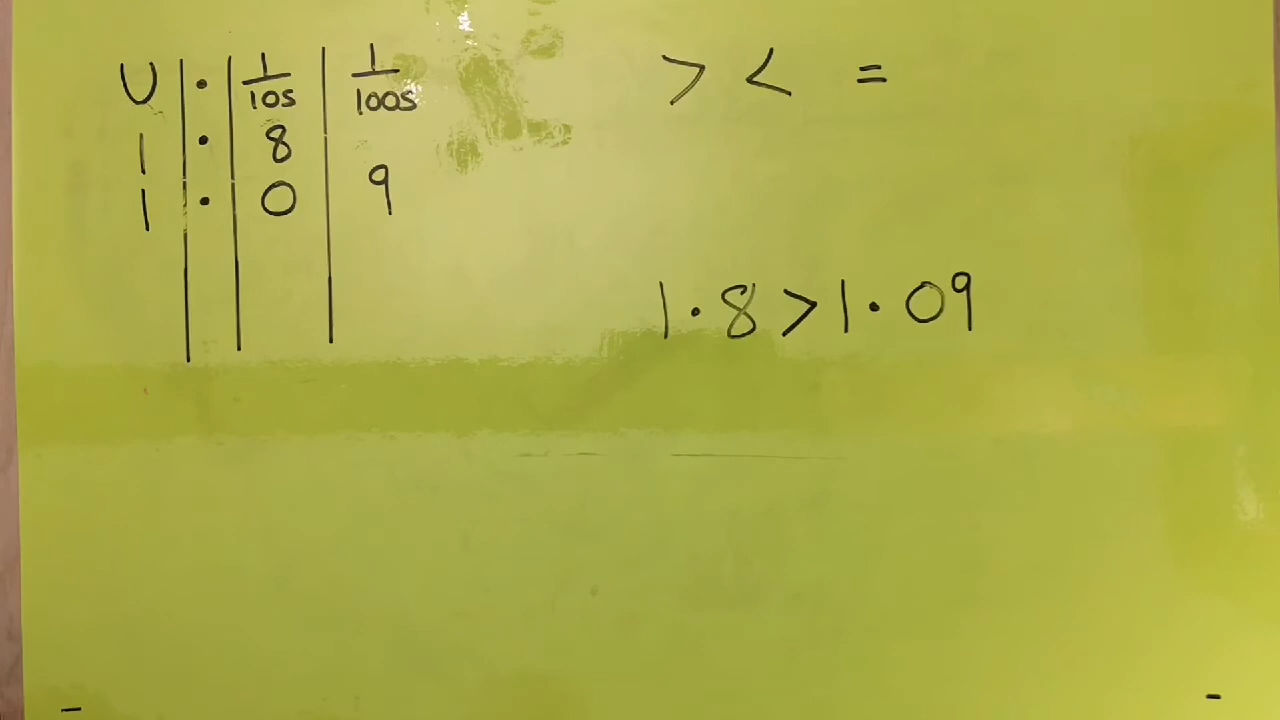 U | . | 1/10s | 1/100s
1 . 8
1 . 0 9
> < =
1.8 > 1.09